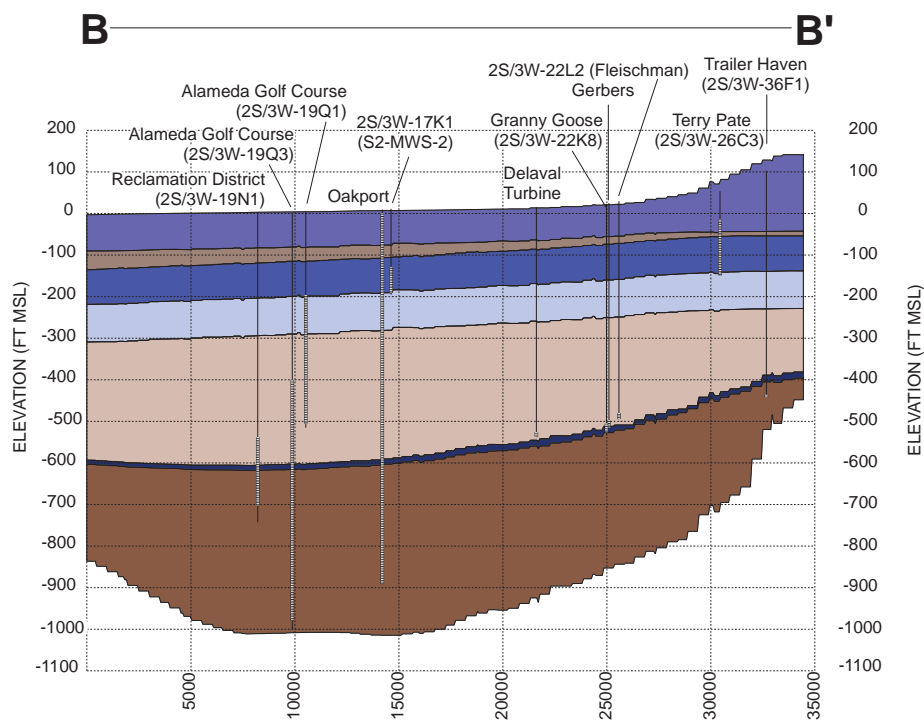 B B'
Trailer Haven
(2S/3W-36F1)
2S/3W-22L2 (Fleischman)
Gerbers
Alameda Golf Course
(2S/3W-19Q1)
2S/3W-17K1
(S2-MWS-2)
Granny Goose
(2S/3W-22K8)
Terry Pate
(2S/3W-26C3)
Alameda Golf Course
(2S/3W-19Q3)
Reclamation District
(2S/3W-19N1)
Oakport
Delaval
Turbine
ELEVATION (FT MSL)
200
100
0
-100
-200
-300
-400
-500
-600
-700
-800
-900
-1000
-1100
200
100
0
-100
-200
-300
-400
-500
-600
-700
-800
-900
-1000
-1100
ELEVATION (FT MSL)
5000
10000
15000
20000
25000
30000
35000